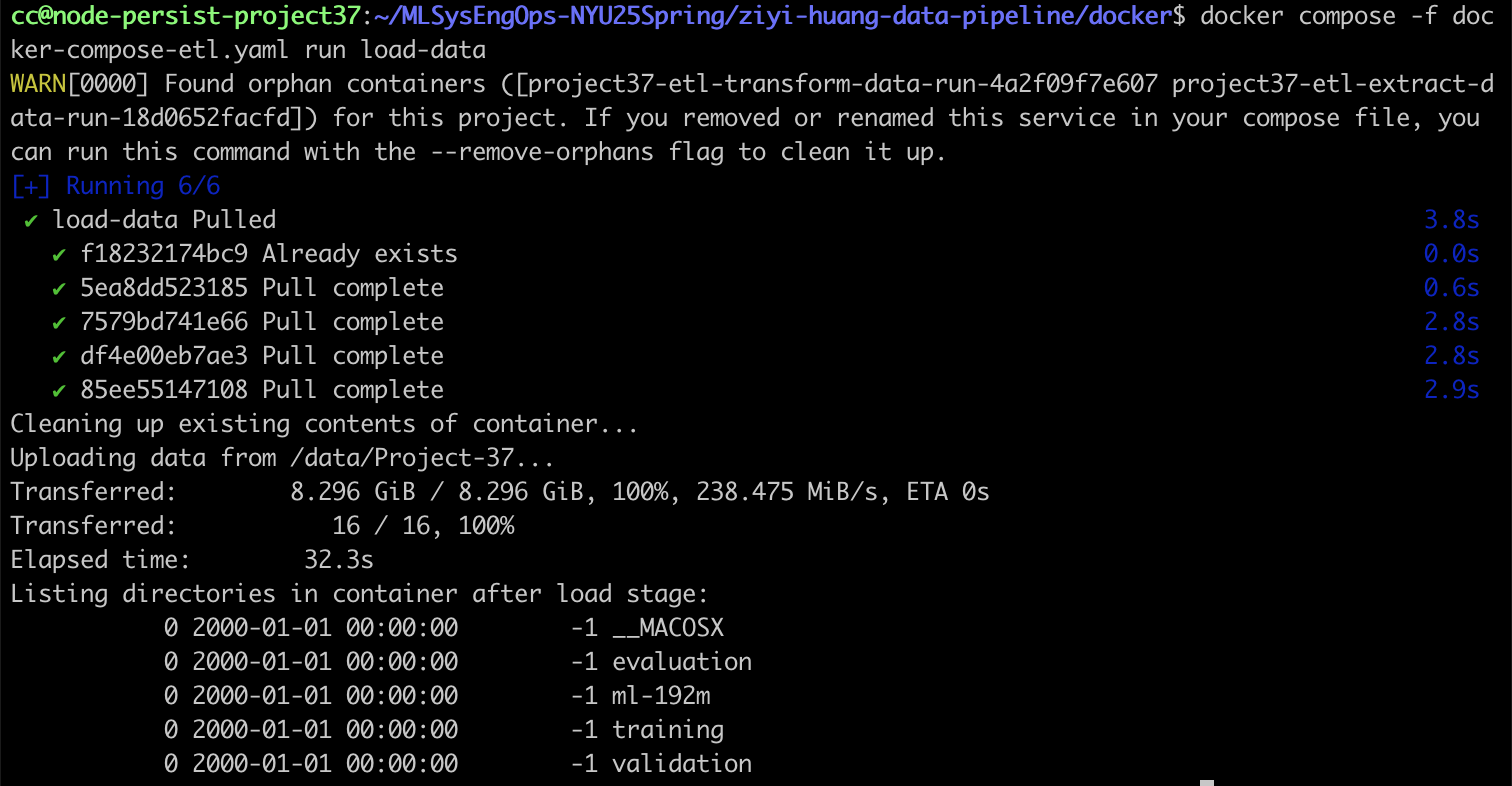 cc@node-persist-project37:~/MLSysEngOps-NYU25Spring/ziyi-huang-data-pipeline/docker$ docker compose -f doc
ker-compose-etl.yaml run load-data
WARN[0000] Found orphan containers ([project37-etl-transform-data-run-4a2f09f7e607 project37-etl-extract-d
ata-run-18d0652facfd]) for this project. If you removed or renamed this service in your compose file, you
can run this command with the --remove-orphans flag to clean it up.
[+] Running 6/6
✔ load-data Pulled 3.8s
✔ f18232174bc9 Already exists 0.0s
✔ 5ea8dd523185 Pull complete 0.6s
✔ 7579bd741e66 Pull complete 2.8s
✔ df4e00eb7ae3 Pull complete 2.8s
✔ 85ee55147108 Pull complete 2.9s
Cleaning up existing contents of container...
Uploading data from /data/Project-37...
Transferred: 8.296 GiB / 8.296 GiB, 100%, 238.475 MiB/s, ETA 0s
Transferred: 16 / 16, 100%
Elapsed time: 32.3s
Listing directories in container after load stage:
0 2000-01-01 00:00:00 -1 __MACOSX
0 2000-01-01 00:00:00 -1 evaluation
0 2000-01-01 00:00:00 -1 ml-192m
0 2000-01-01 00:00:00 -1 training
0 2000-01-01 00:00:00 -1 validation